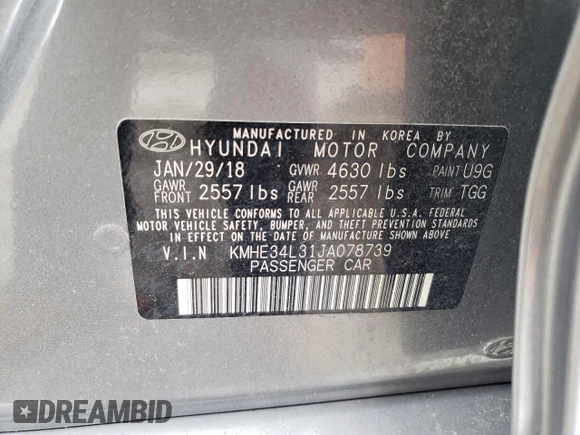 MANUFACTURED IN KOREA BY
HYUNDAI MOTOR COMPANY
JAN/29/18 GVWR 4630 lbs PAINT U9G
GAWR FRONT 2557 lbs GAWR REAR 2557 lbs TRIM TGG
THIS VEHICLE CONFORMS TO ALL APPLICABLE U.S.A. FEDERAL
MOTOR VEHICLE SAFETY, BUMPER, AND THEFT PREVENTION STANDARDS
IN EFFECT ON THE DATE OF MANUFACTURE SHOWN ABOVE
V.I.N KMHE34L31JA078739
PASSENGER CAR
DREAMBID